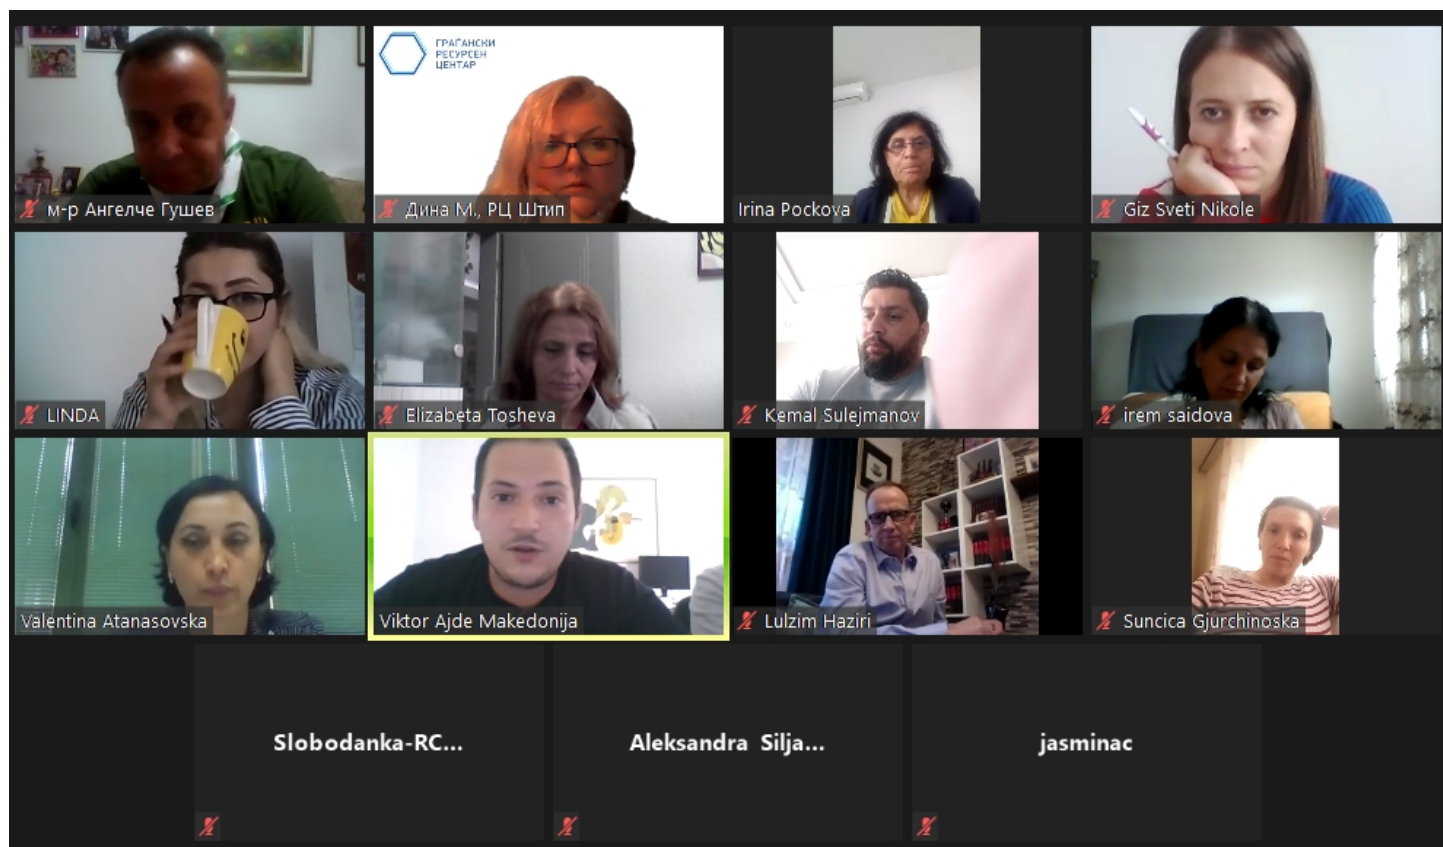 ГРАЃАНСКИ
РЕСУРСЕН
ЦЕНТАР
м-р Ангелче Гушев
Дина М., РЦ Штип
Irina Pockova
Giz Sveti Nikole
LINDA
Elizabeta Tosheva
Kemal Sulejmanov
irem saidova
Valentina Atanasovska
Viktor Ajde Makedonija
Lulzim Haziri
Suncica Gjurchinoska
Slobodanka-RC...
Aleksandra Silja...
jasminac